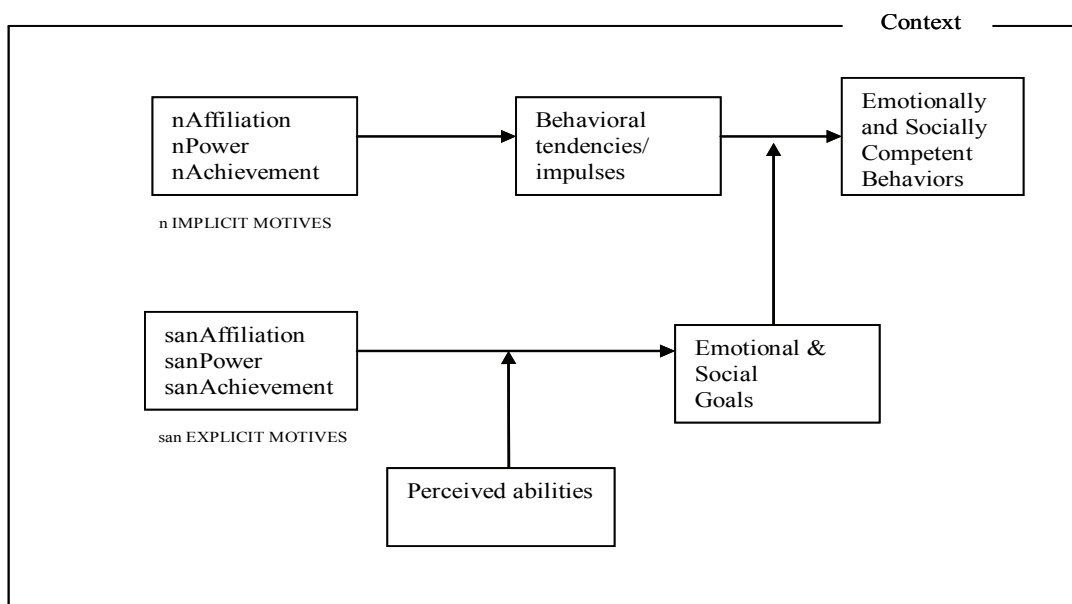 Context
nAffiliation
nPower
nAchievement
n IMPLICIT MOTIVES
Behavioral
tendencies/
impulses
Emotionally
and Socially
Competent
Behaviors
sanAffiliation
sanPower
sanAchievement
san EXPLICIT MOTIVES
Emotional &
Social
Goals
Perceived abilities